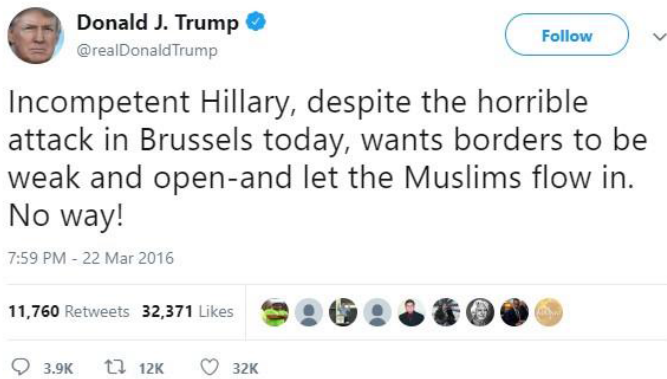 Donald J. Trump
Follow
@realDonaldTrump
Incompetent Hillary, despite the horrible
attack in Brussels today, wants borders to be
weak and open-and let the Muslims flow in.
No way!
7:59 PM - 22 Mar 2016
11,760 Retweets 32,371 Likes
3.9K 12K 32K